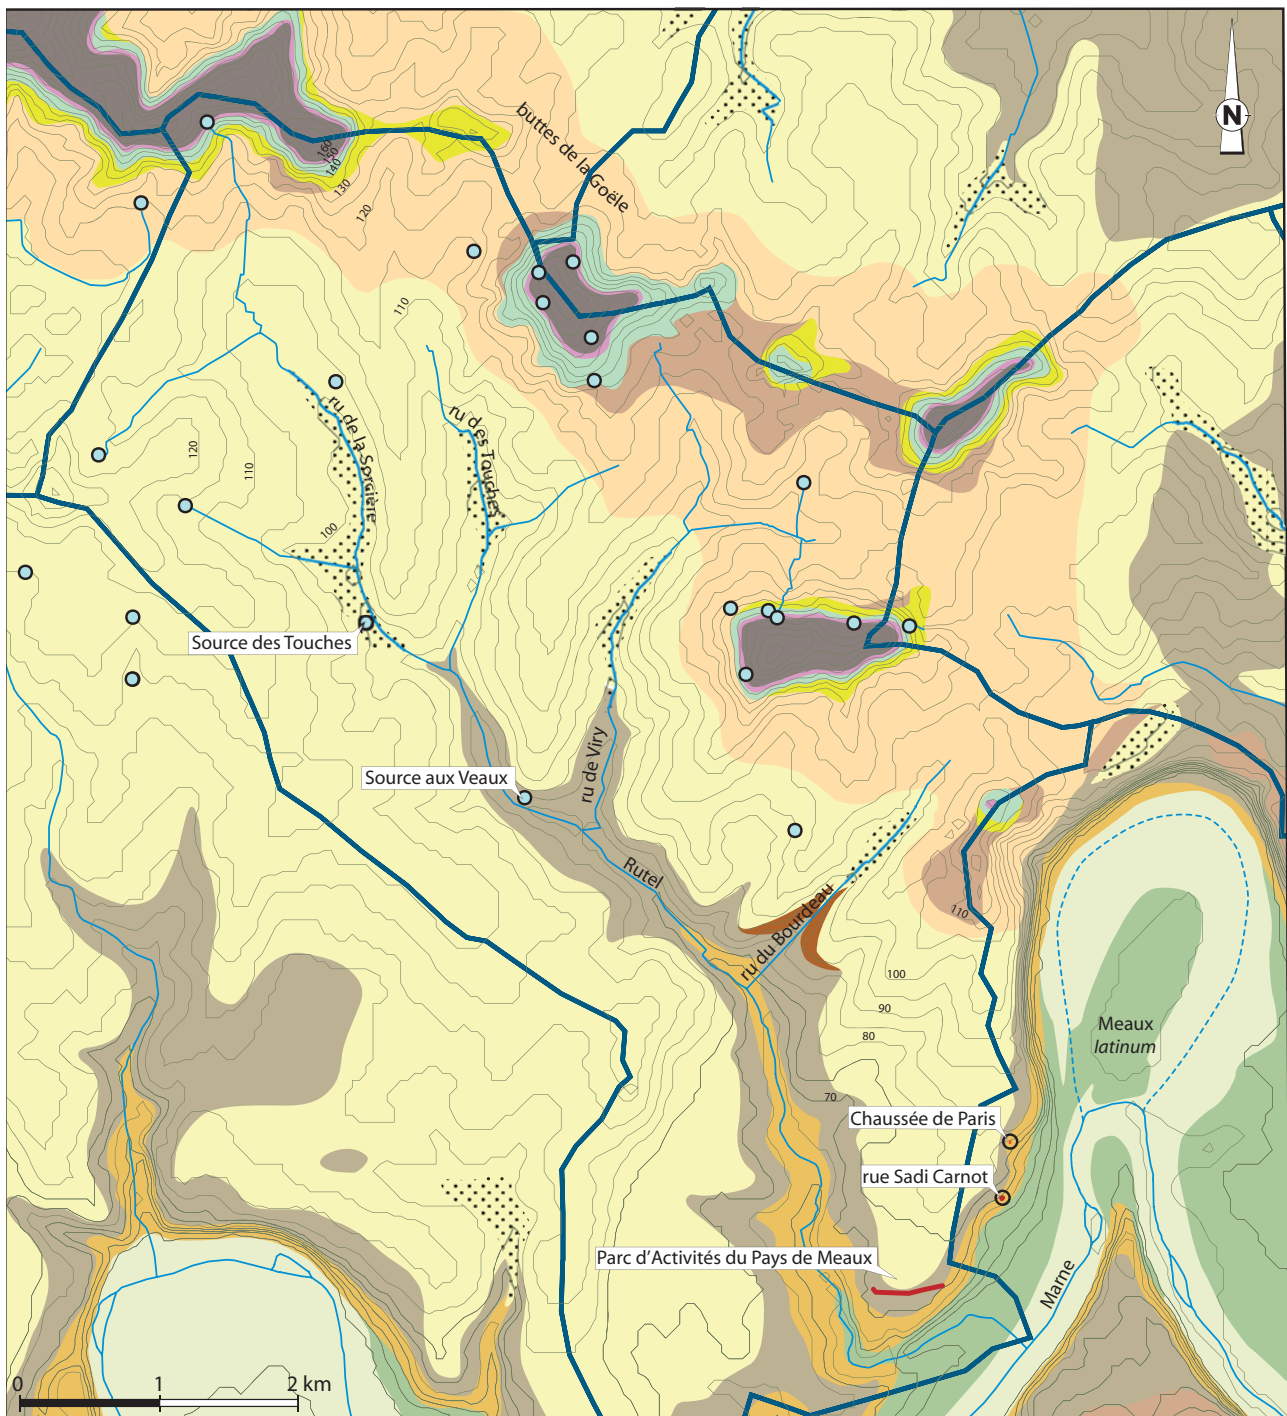 N
buttes de la Goële
160
150
140
130
120
110
ru de la Sorcière
ru des Touches
120
110
100
Source des Touches
Source aux Veaux
ru de Viry
Rutel
ru du Bourdeau
110
100
90
80
70
Meaux
latinum
Chaussée de Paris
rue Sadi Carnot
Parc d'Activités du Pays de Meaux
Marne
0 1 2 km